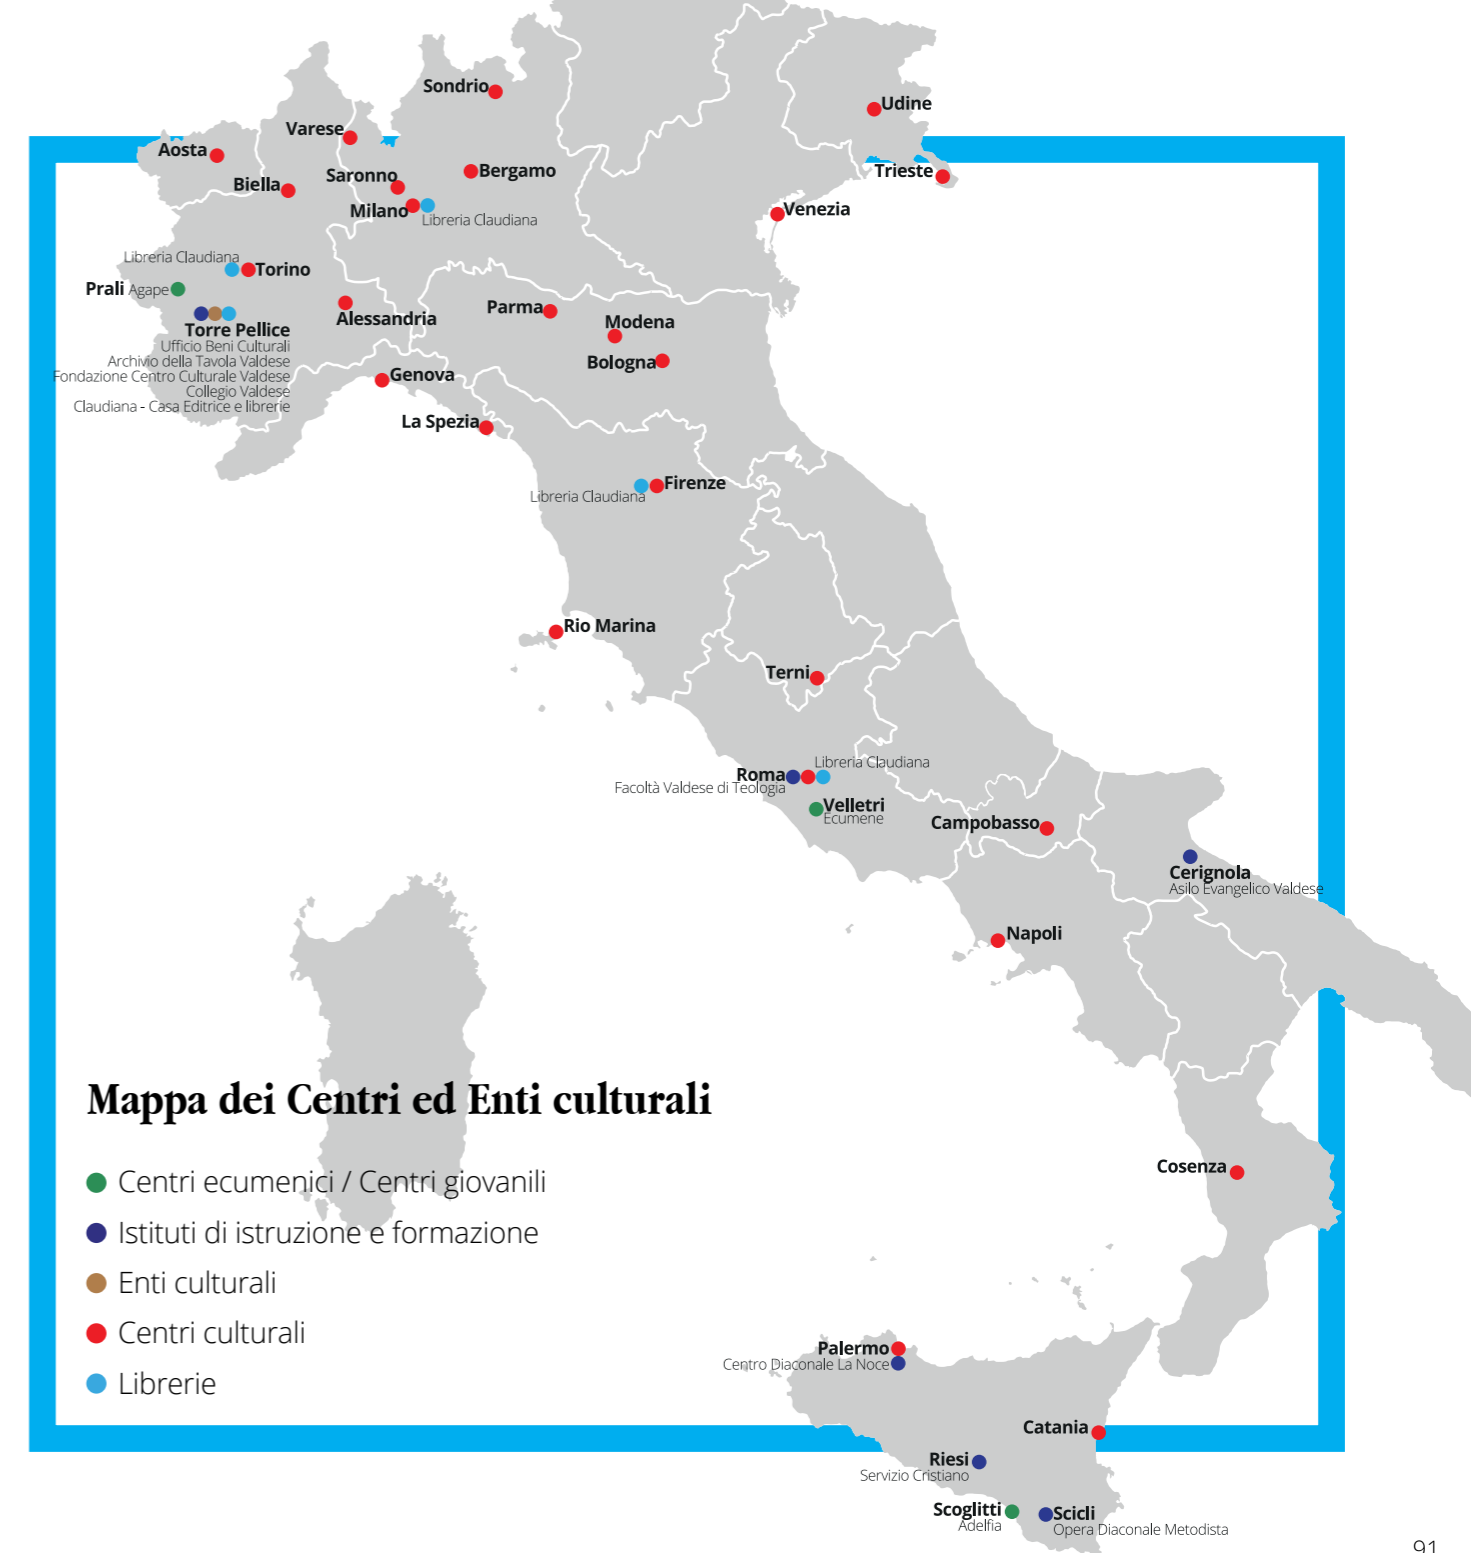 Sondrio
Udine
Varese
Aosta
Saronno
Bergamo
Trieste
Biella
Milano
Libreria Claudiana
Venezia
Libreria Claudiana
Torino
Prali Agape
Alessandria
Parma
Modena
Torre Pellice
Ufficio Beni Culturali
Archivio della Tavola Valdese
Fondazione Centro Culturale Valdese
Collegio Valdese
Claudiana - Casa Editrice e librerie
Bologna
Genova
La Spezia
Firenze
Libreria Claudiana
Rio Marina
Terni
Libreria Claudiana
Roma
Facoltà Valdese di Teologia
Velletri
Ecumene
Campobasso
Cerignola
Asilo Evangelico Valdese
Napoli
Mappa dei Centri ed Enti culturali
Centri ecumenici / Centri giovanili
Istituti di istruzione e formazione
Enti culturali
Centri culturali
Librerie
Cosenza
Palermo
Centro Diaconale La Noce
Catania
Riesi
Servizio Cristiano
Scoglitti
Adelfia
Scicli
Opera Diaconale Metodista
91